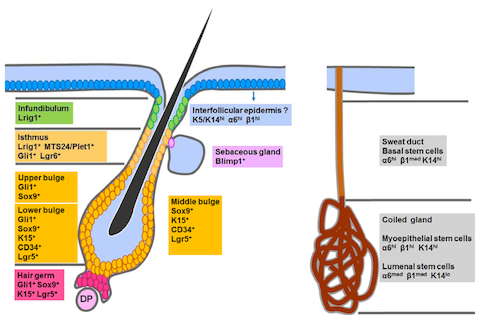 Infundibulum
Lrig1⁺
Isthmus
Lrig1⁺ MTS24/Plet1⁺
Gli1⁺ Lgr6⁺
Upper bulge
Gli1⁺
Sox9⁺
Lower bulge
Gli1⁺
Sox9⁺
K15⁺
CD34⁺
Lgr5⁺
Hair germ
Gli1⁺ Sox9⁺
K15⁺ Lgr5⁺
DP
Interfollicular epidermis ?
K5/K14ʰⁱ α6ʰⁱ β1ʰⁱ
Sebaceous gland
Blimp1⁺
Middle bulge
Sox9⁺
K15⁺
CD34⁺
Lgr5⁺
Sweat duct
Basal stem cells
α6ʰⁱ β1ᵐᵉᵈ K14ʰⁱ
Coiled gland
Myoepithelial stem cells
α6ʰⁱ β1ʰⁱ K14ʰⁱ
Lumenal stem cells
α6ᵐᵉᵈ β1ᵐᵉᵈ K14ˡᵒ